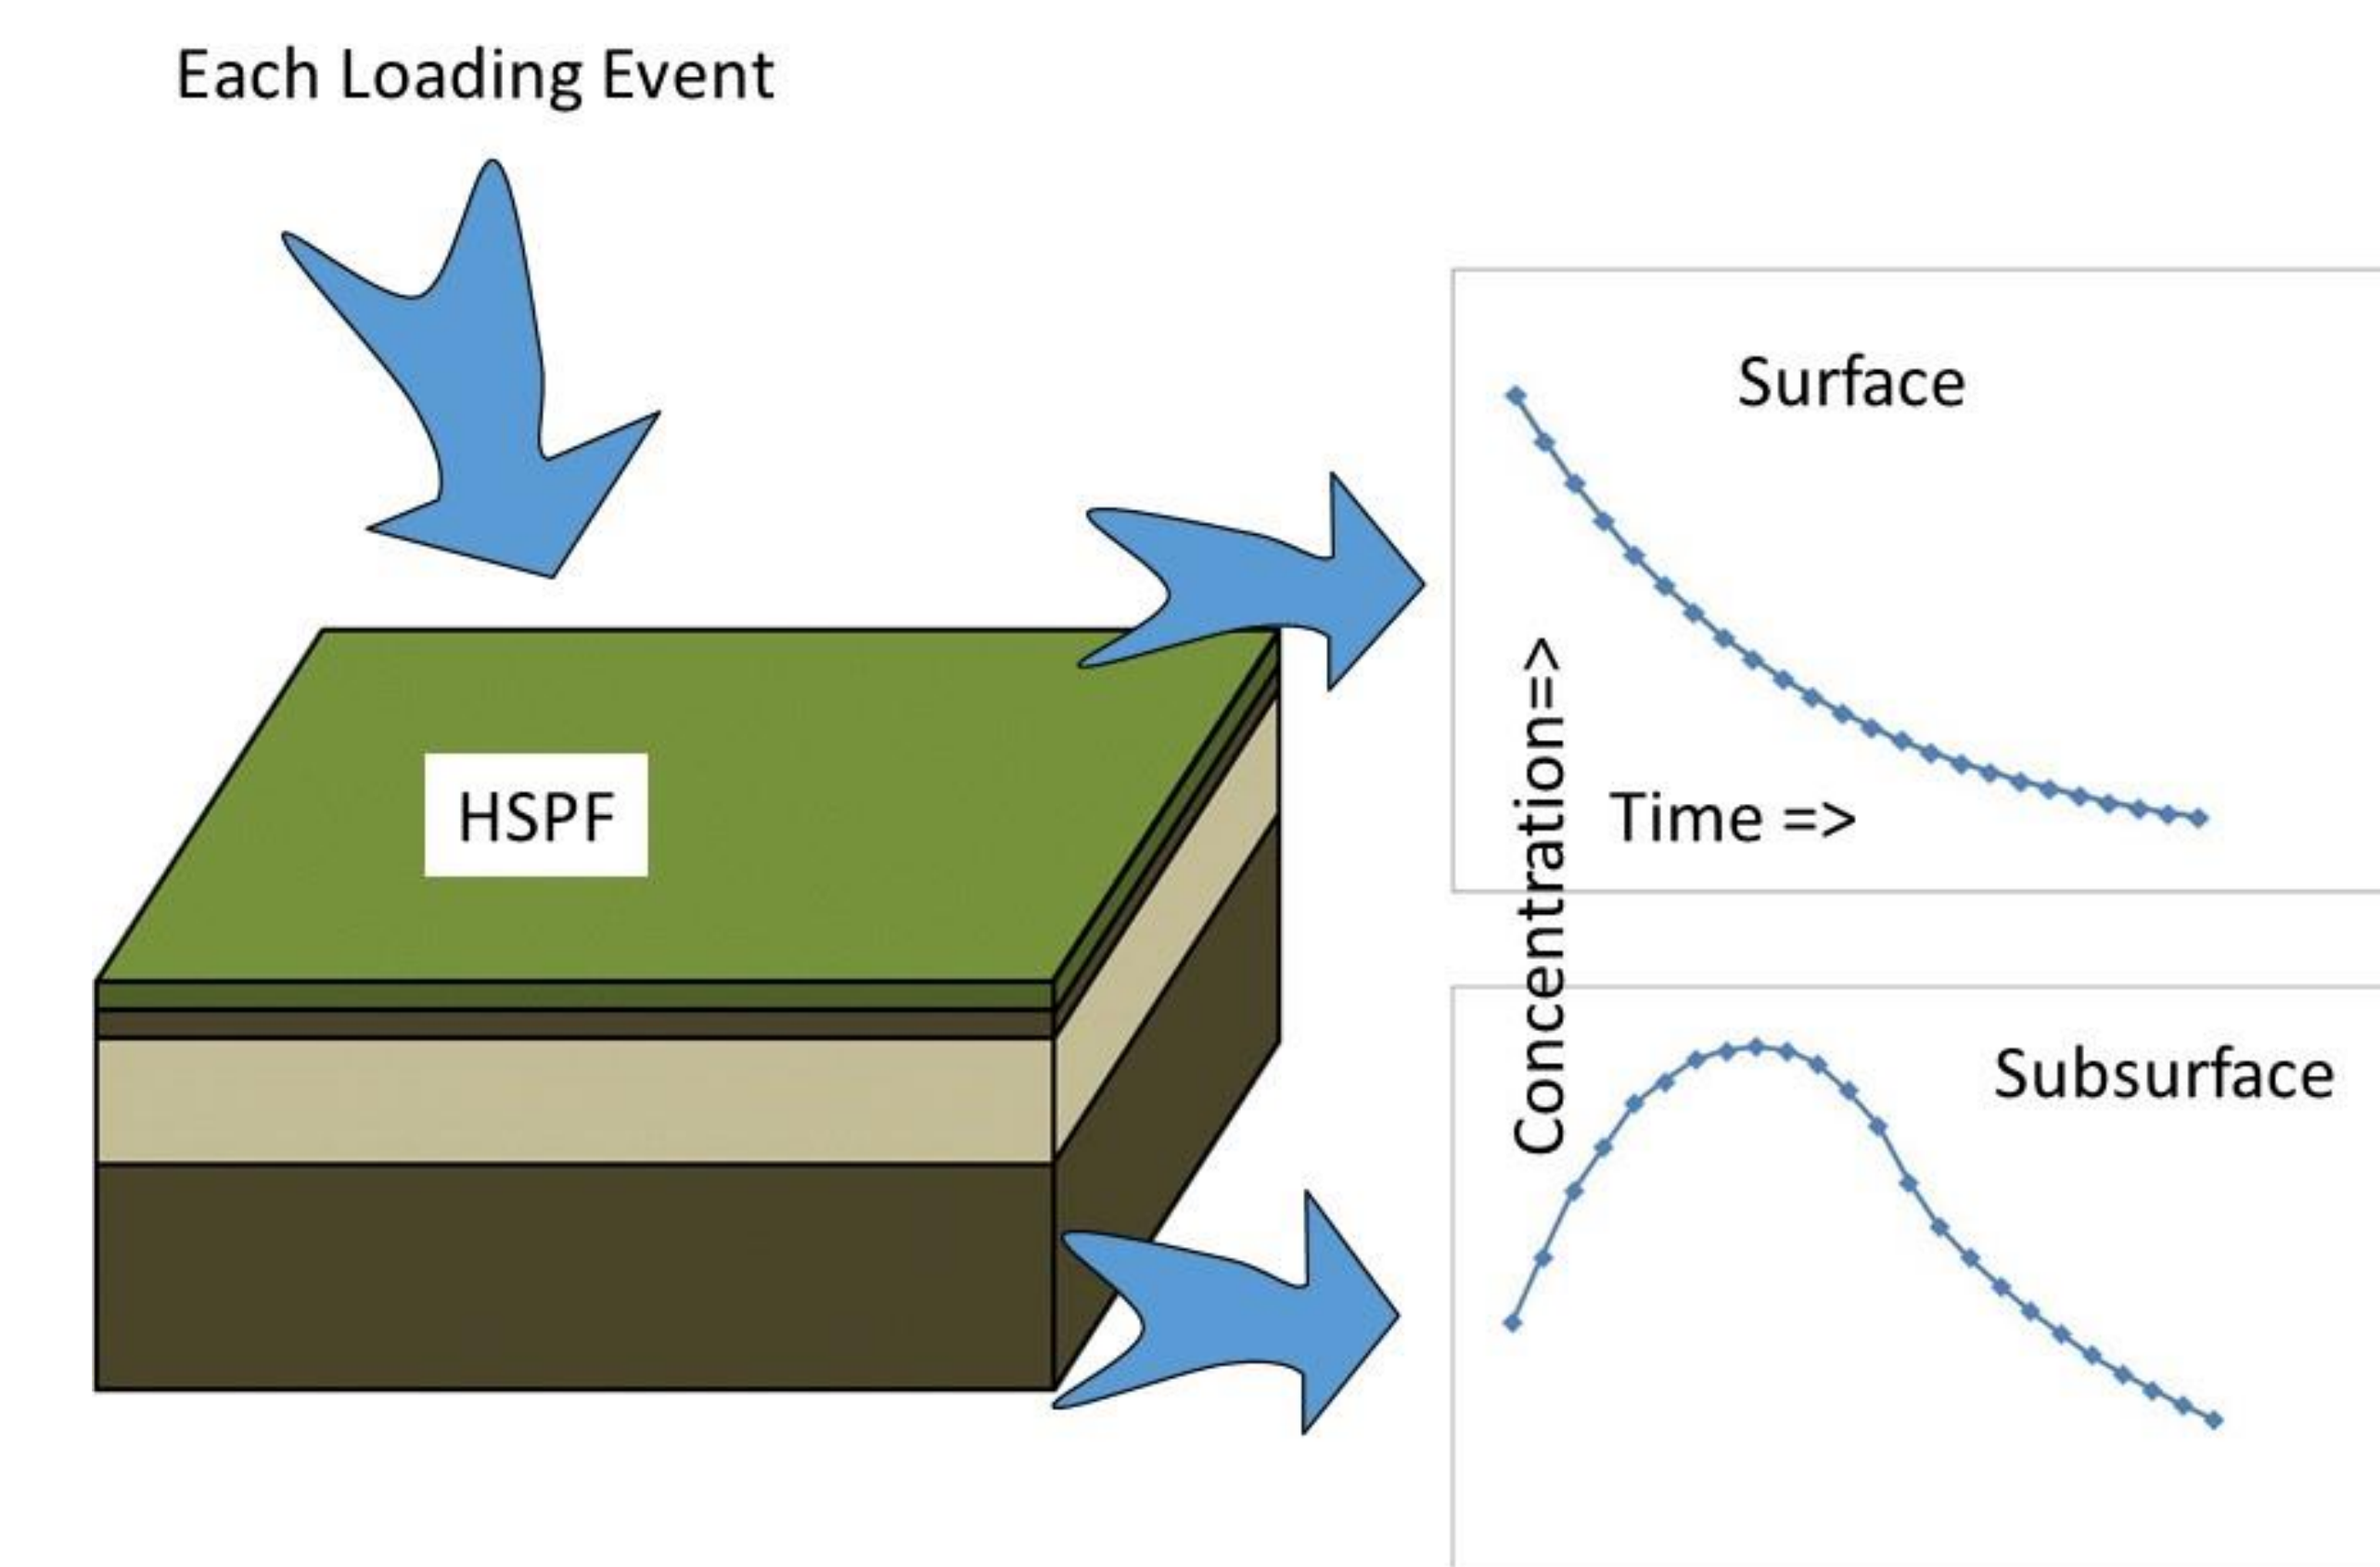 Each Loading Event
HSPF
Surface
Concentration=>
Time =>
Subsurface